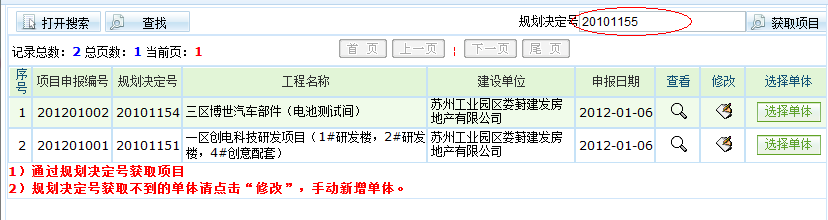 打开搜索 查找 规划决定号 20101155 获取项目
记录总数：2 总页数：1 当前页：1 首 页 上一页 下一页 尾 页
序号 项目申报编号 规划决定号 工程名称 建设单位 申报日期 查看 修改 选择单体
1 201201002 20101154 三区博世汽车部件（电池测试间） 苏州工业园区娄葑建发房
地产有限公司 2012-01-06 选择单体
2 201201001 20101151 一区创电科技研发项目（1#研发楼，2#研发
楼，4#创意配套） 苏州工业园区娄葑建发房
地产有限公司 2012-01-06 选择单体
1）通过规划决定号获取项目
2）规划决定号获取不到的单体请点击“修改”，手动新增单体。